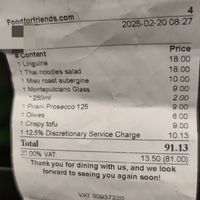 4
Foodforfriends.com
2025-02-20 08:27
# Content Price
1 Linguine 18.00
1 Thai noodles salad 18.00
1 Miso roast aubergine 10.00
1 Montepulciano Glass 9.00
* 250ml 2.00
1 Pirani Prosecco 125 9.00
1 Olives 6.00
1 Crispy tofu 9.00
1 12.5% Discretionary Service Charge 10.13
Total 91.13
20.00% VAT 13.50 (81.00)
Thank you for dining with us, and we look
forward to seeing you again soon!
VAT 30937220